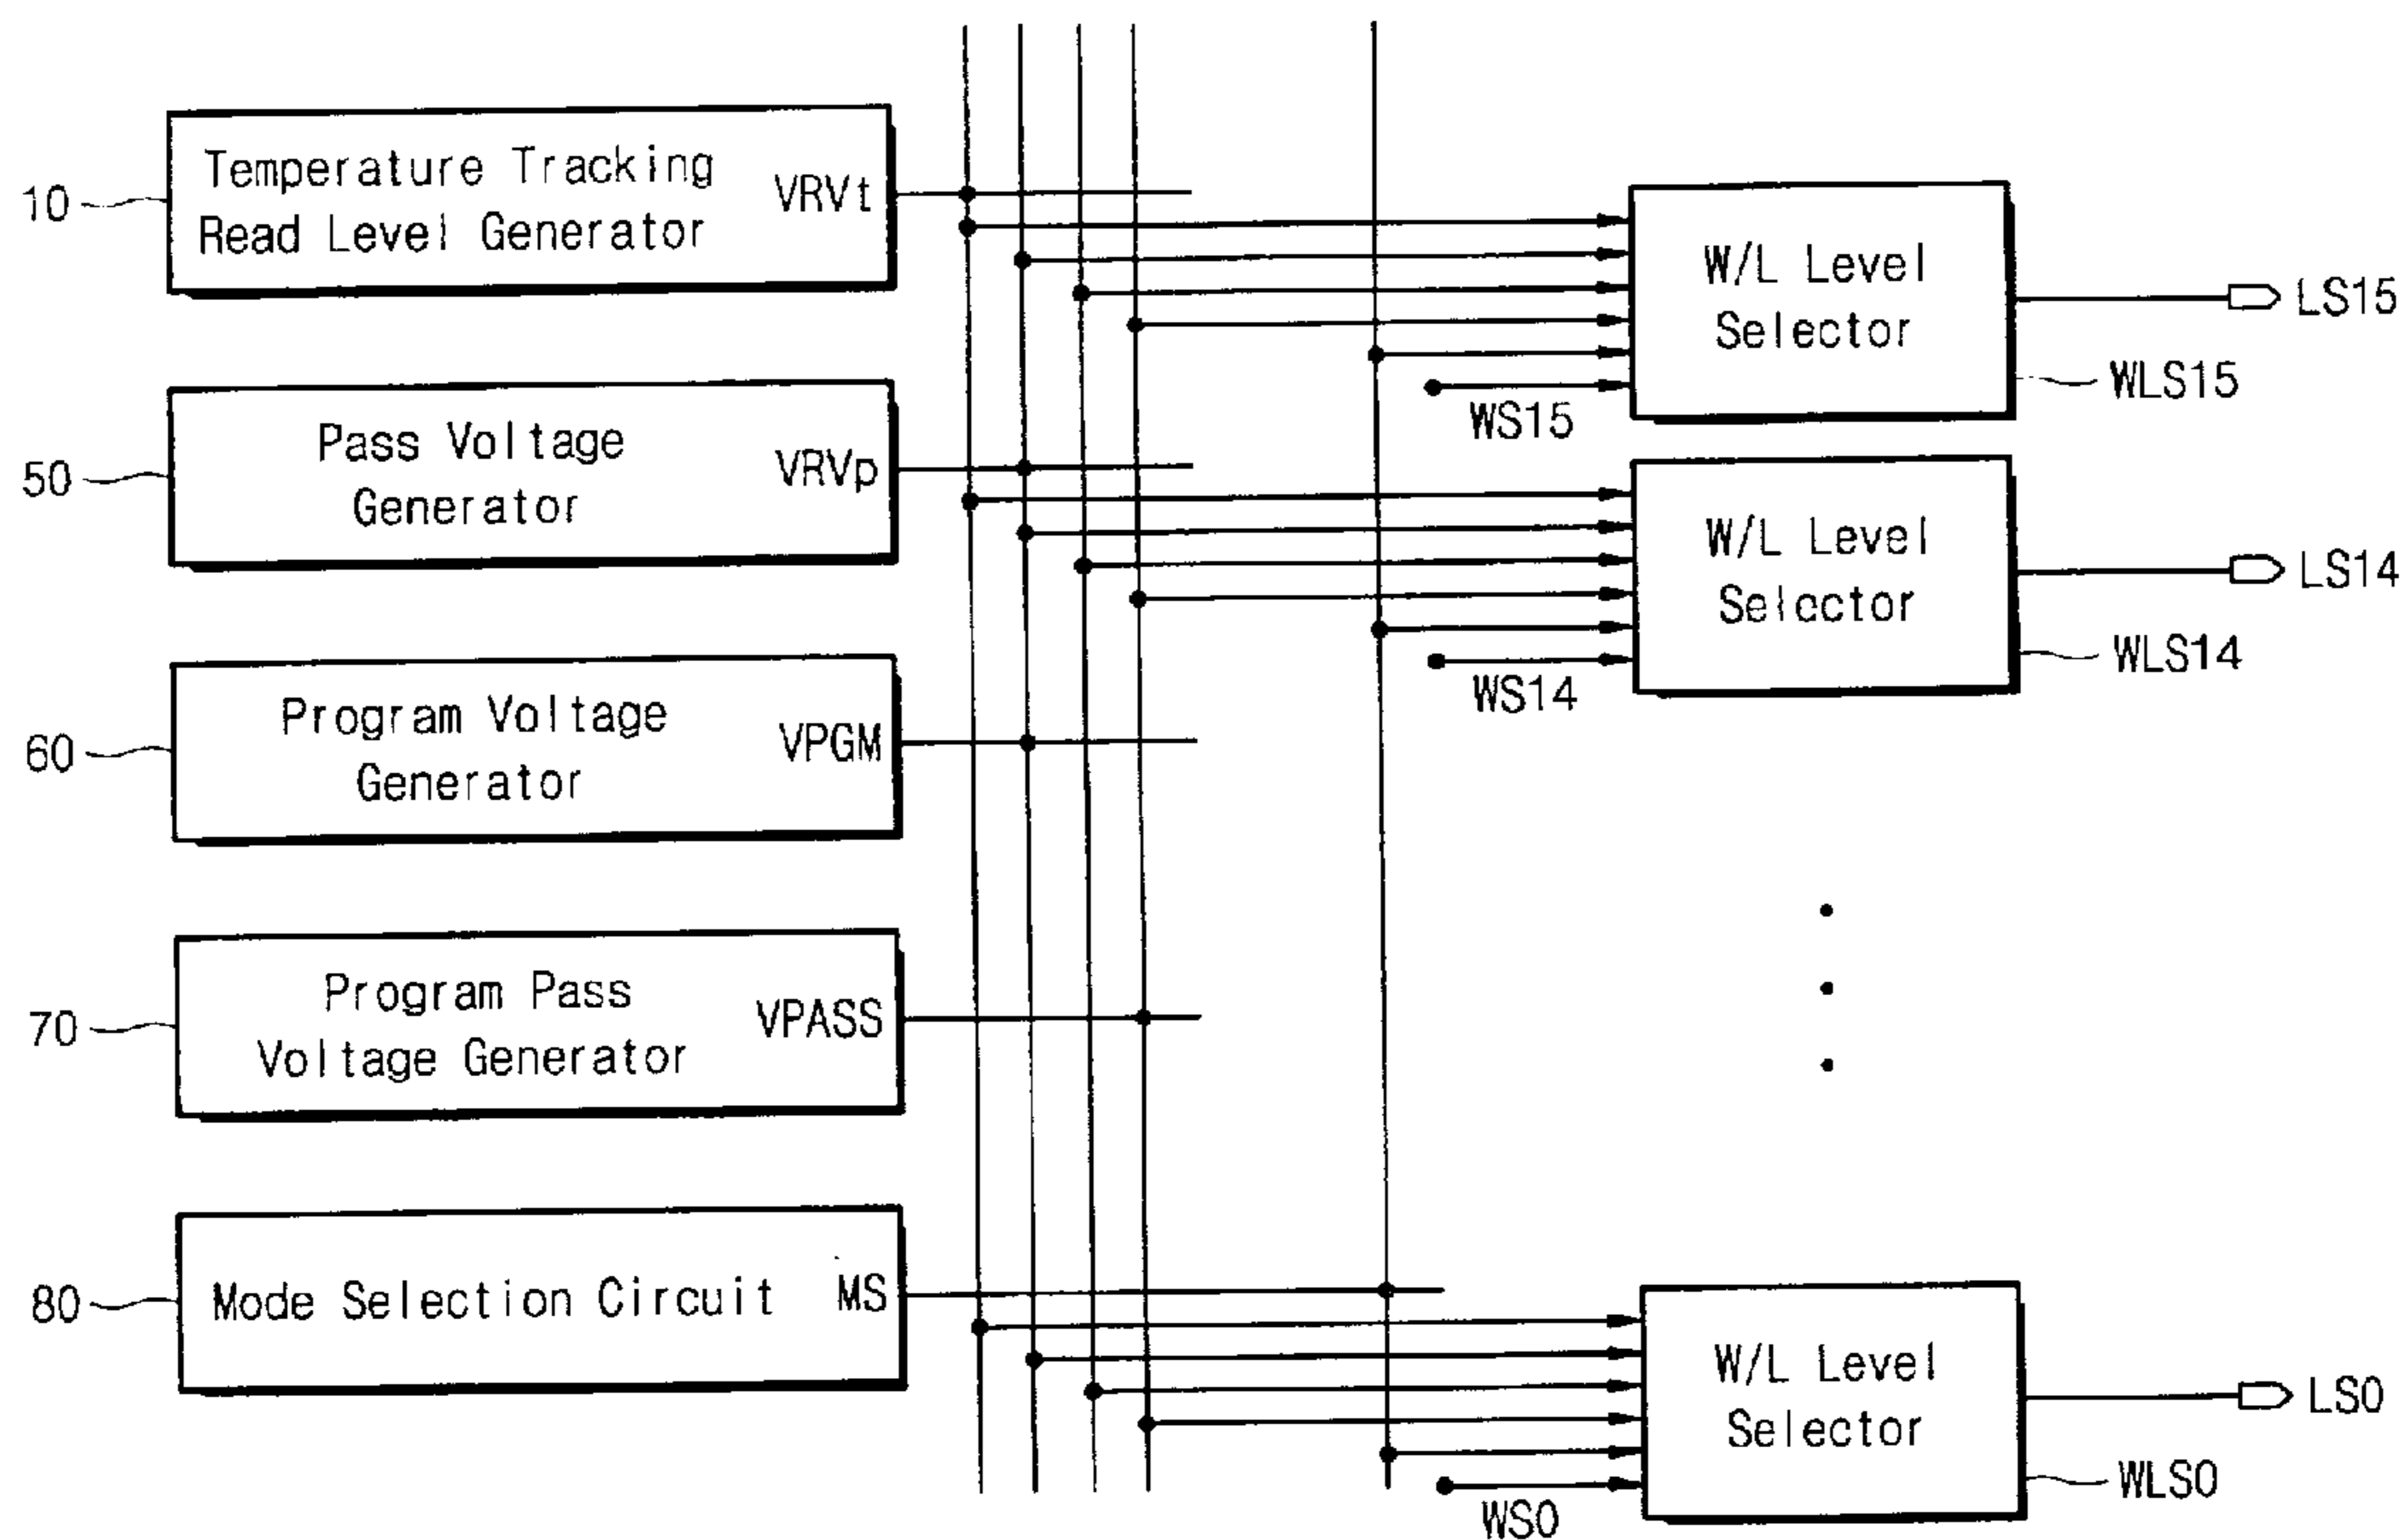 10
Temperature Tracking
Read Level Generator
VRVt
50
Pass Voltage
Generator
VRVp
60
Program Voltage
Generator
VPGM
70
Program Pass
Voltage Generator
VPASS
80
Mode Selection Circuit
MS
W/L Level
Selector
WS15
LS15
WLS15
W/L Level
Selector
WS14
LS14
WLS14
W/L Level
Selector
WS0
LS0
WLS0